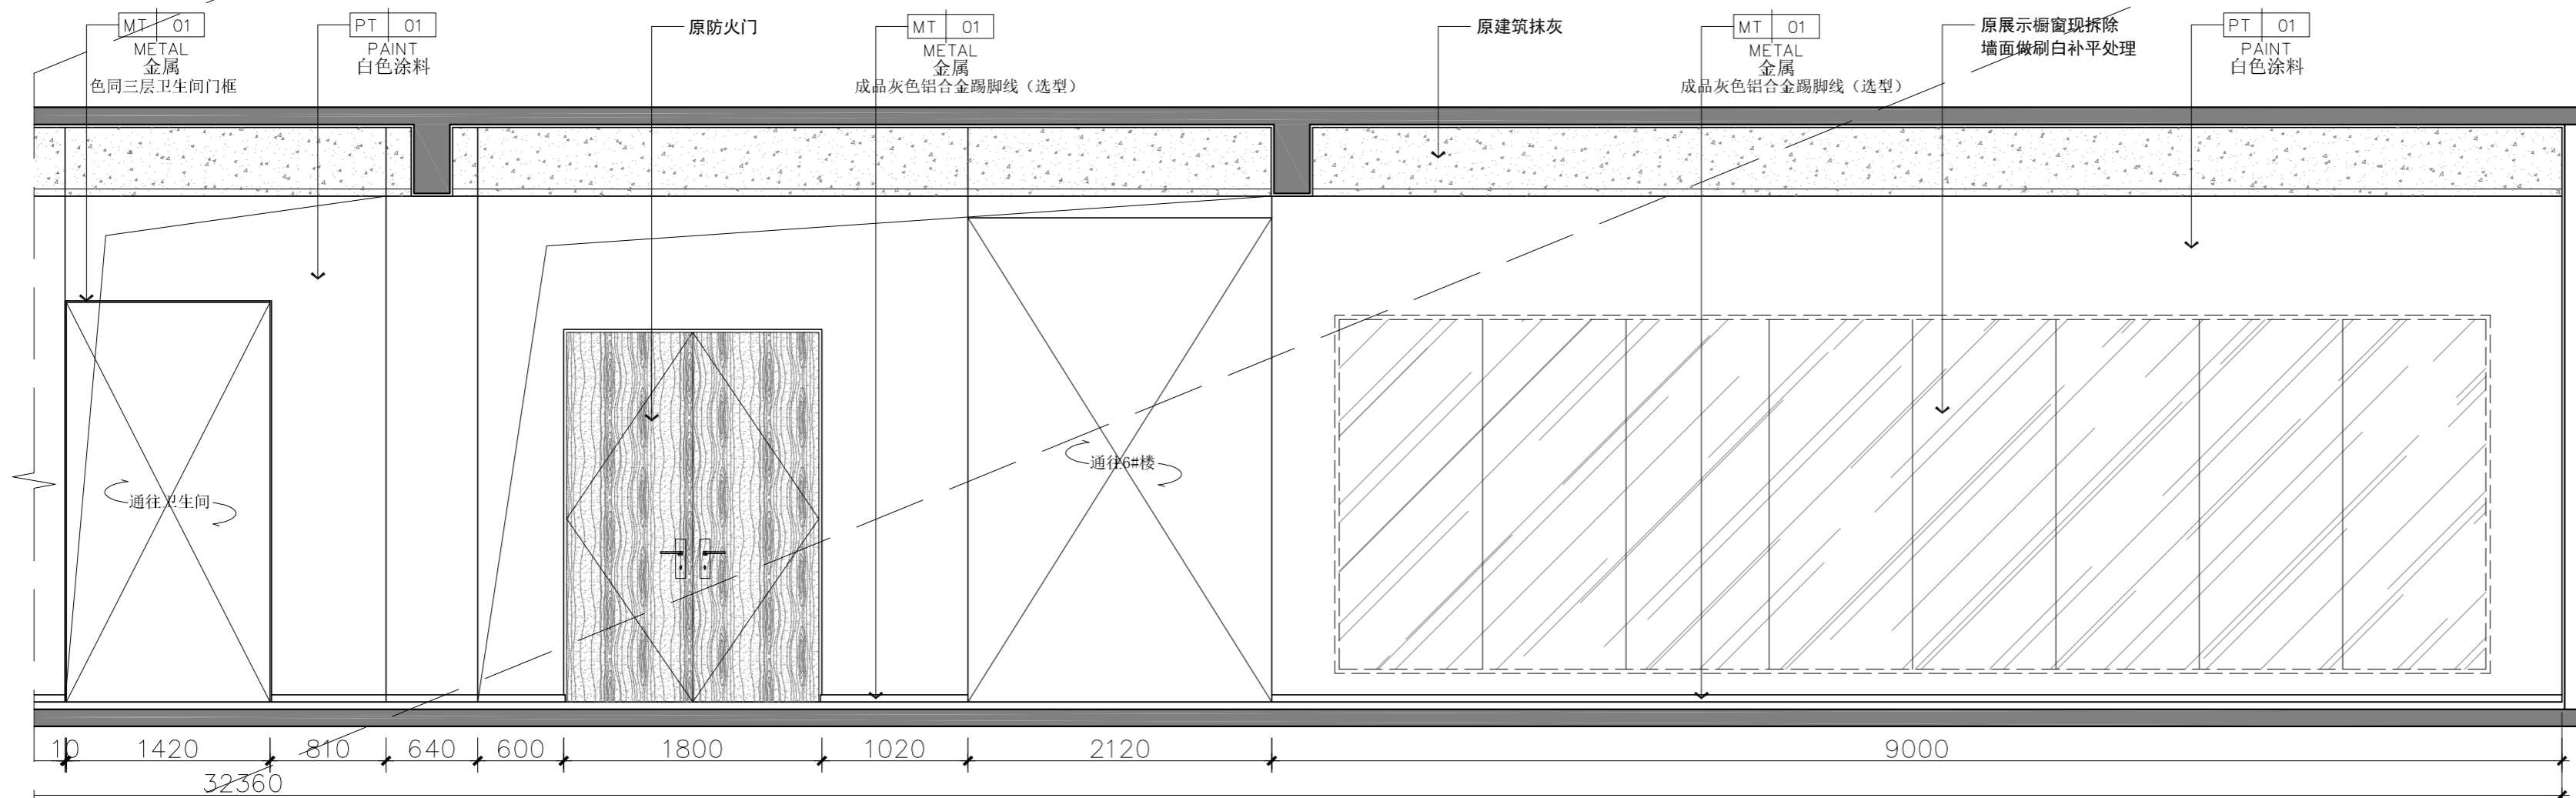 MT 01
METAL
金属
色同三层卫生间门框
PT 01
PAINT
白色涂料
原防火门
MT 01
METAL
金属
成品灰色铝合金踢脚线（选型）
原建筑抹灰
MT 01
METAL
金属
成品灰色铝合金踢脚线（选型）
原展示橱窗现拆除
墙面做刷白补平处理
PT 01
PAINT
白色涂料
通往卫生间
通往6#楼
10 1420 810 640 600 1800 1020 2120 9000
32360